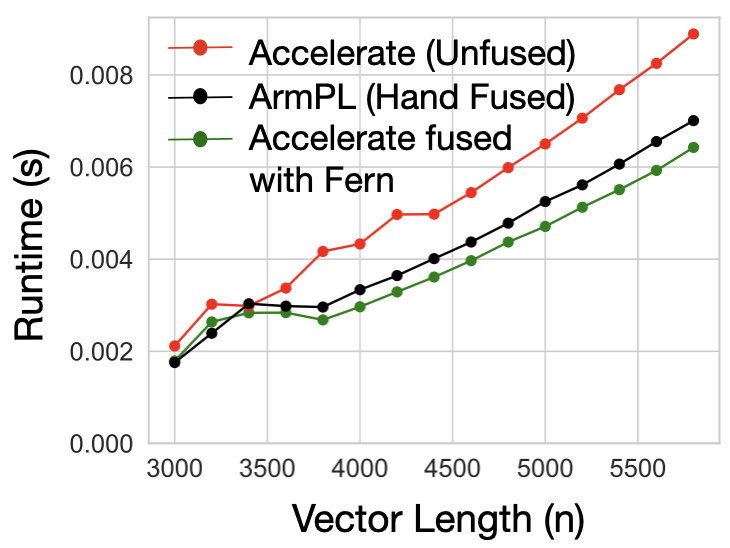 Accelerate (Unfused)
ArmPL (Hand Fused)
Accelerate fused
with Fern
0.008
0.006
0.004
0.002
0.000
Runtime (s)
3000 3500 4000 4500 5000 5500
Vector Length (n)